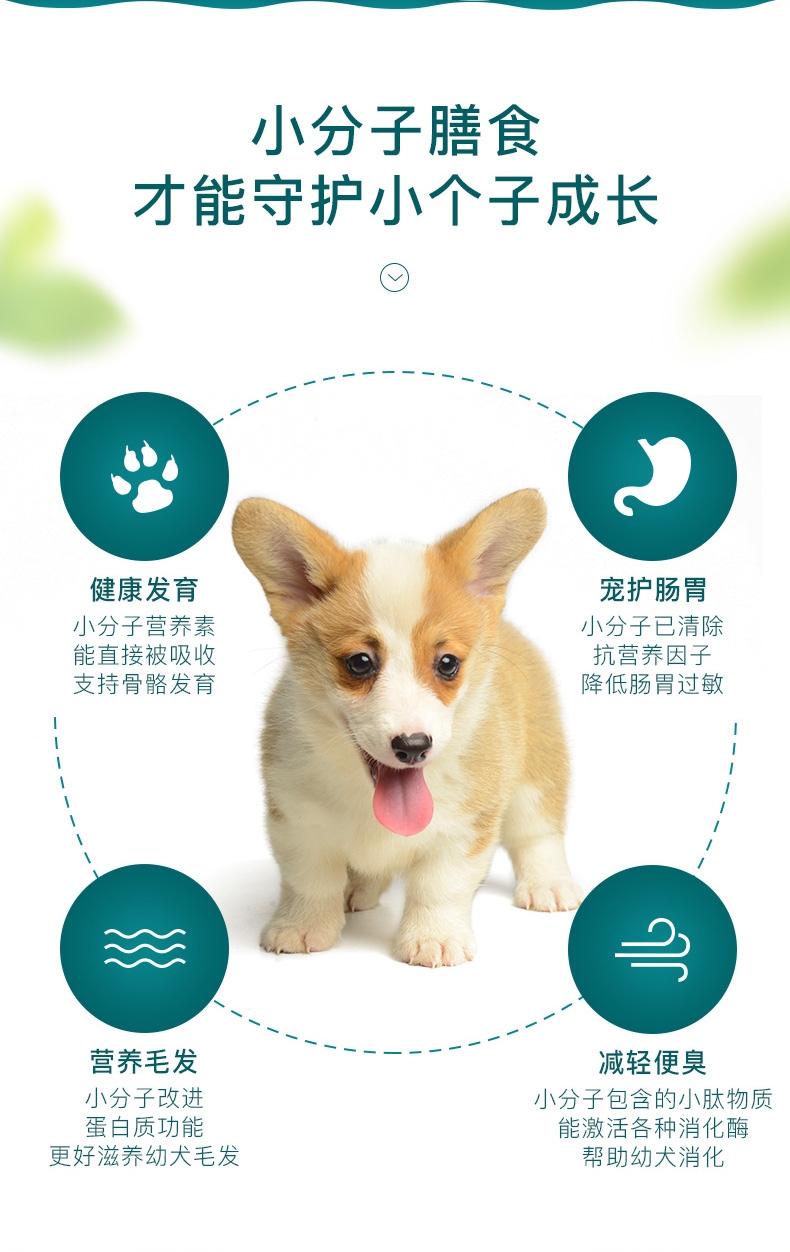 小分子膳食
才能守护小个子成长
健康发育
小分子营养素
能直接被吸收
支持骨骼发育
宠护肠胃
小分子已清除
抗营养因子
降低肠胃过敏
营养毛发
小分子改进
蛋白质功能
更好滋养幼犬毛发
减轻便臭
小分子包含的小肽物质
能激活各种消化酶
帮助幼犬消化